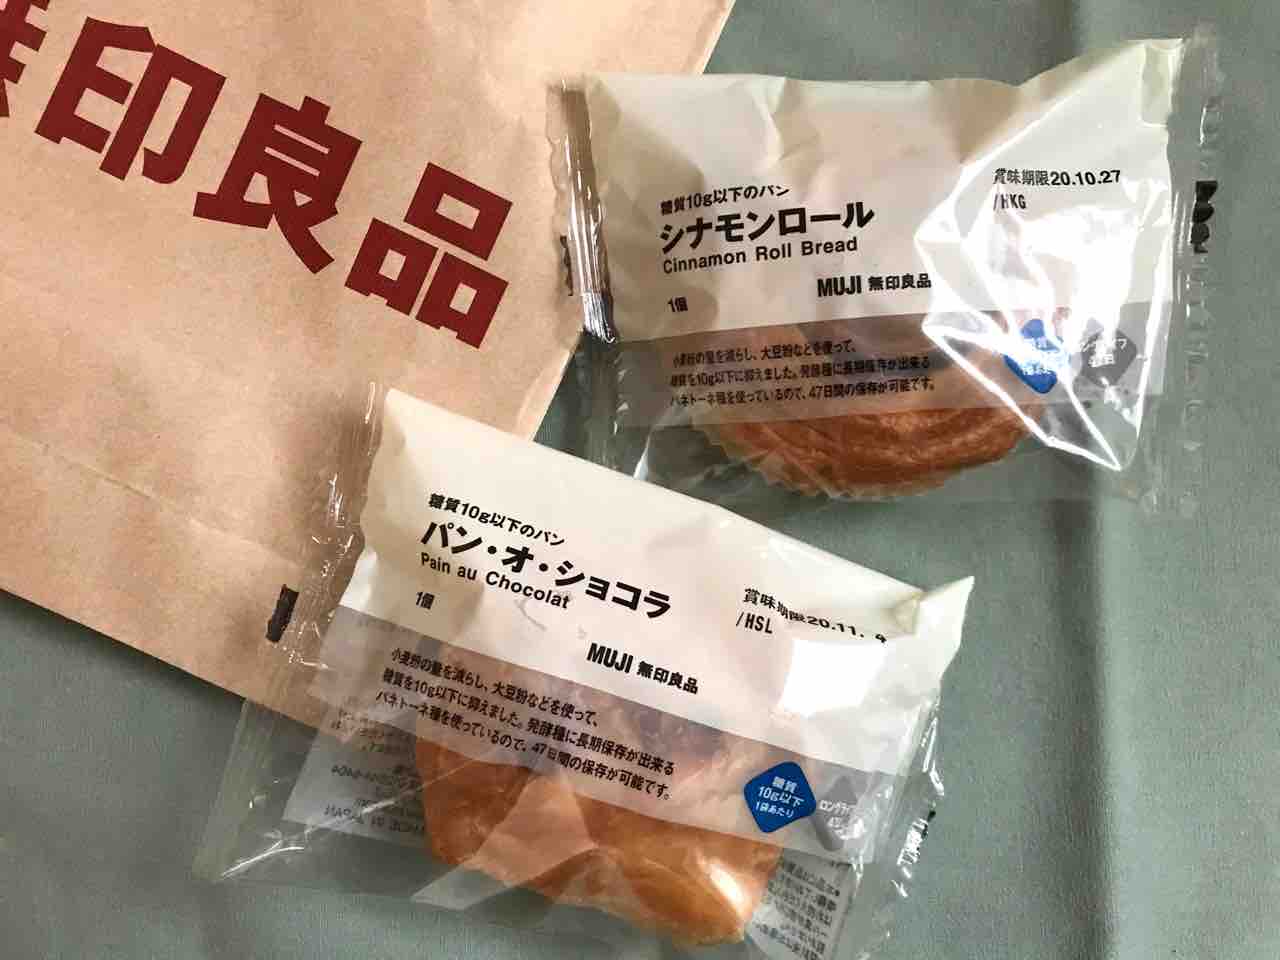 無印良品
糖質10g以下のパン
シナモンロール
Cinnamon Roll Bread
1個
MUJI 無印良品
賞味期限20.10.27
/HKG
小麦粉の量を減らし、大豆粉などを使って、
糖質を10g以下に抑えました。発酵種に長期保存が出来る
パネトーネ種を使っているので、47日間の保存が可能です。
糖質10g以下のパン
パン・オ・ショコラ
Pain au Chocolat
1個
MUJI 無印良品
賞味期限20.11.
/HSL
小麦粉の量を減らし、大豆粉などを使って、
糖質を10g以下に抑えました。発酵種に長期保存が出来る
パネトーネ種を使っているので、47日間の保存が可能です。
糖質
10g以下
1袋あたり
ロングライフ